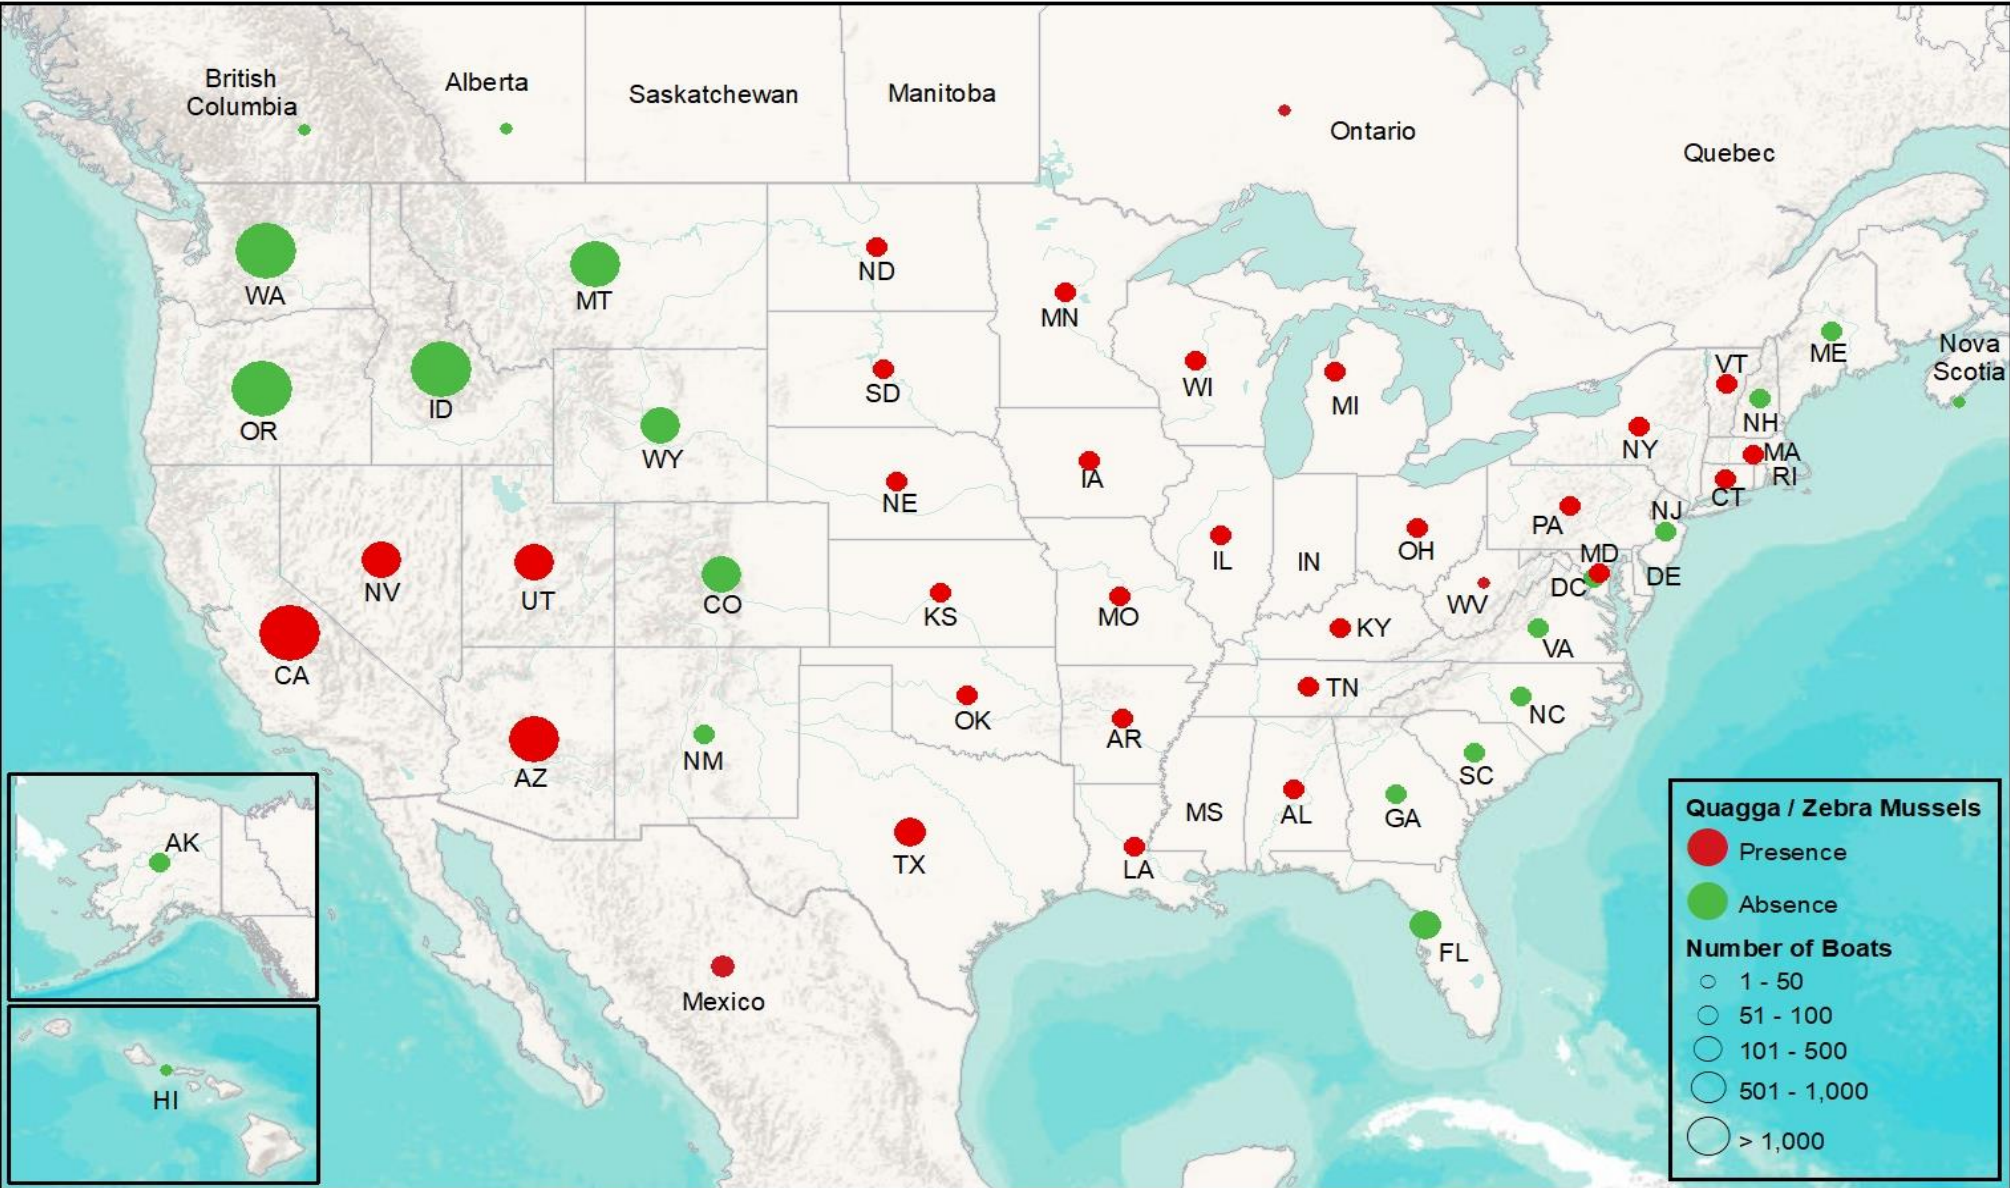 British
Columbia
Alberta
Saskatchewan
Manitoba
Ontario
Quebec
WA
MT
ND
MN
OR
ID
WY
SD
WI
MI
VT
ME
Nova
Scotia
NH
NY
MA
RI
CT
NE
IA
PA
NJ
NV
UT
CO
KS
MO
IL
IN
OH
WV
MD
DC
DE
KY
VA
CA
AZ
NM
OK
AR
TN
NC
SC
MS
AL
GA
TX
LA
FL
Mexico
AK
HI
Quagga / Zebra Mussels
Presence
Absence
Number of Boats
1 - 50
51 - 100
101 - 500
501 - 1,000
> 1,000